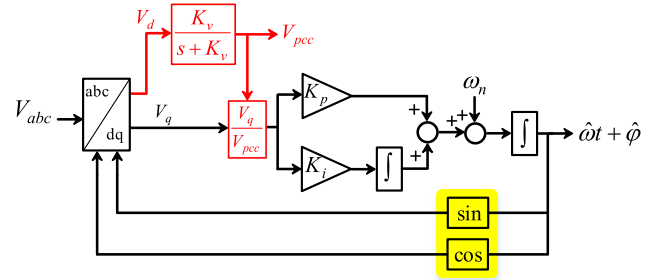 V_d
K_v
s + K_v
V_pcc
V_abc
abc
dq
V_q
V_q
V_pcc
K_p
K_i
∫
+
+
+
+
ω_n
∫
ω̂t + φ̂
sin
cos